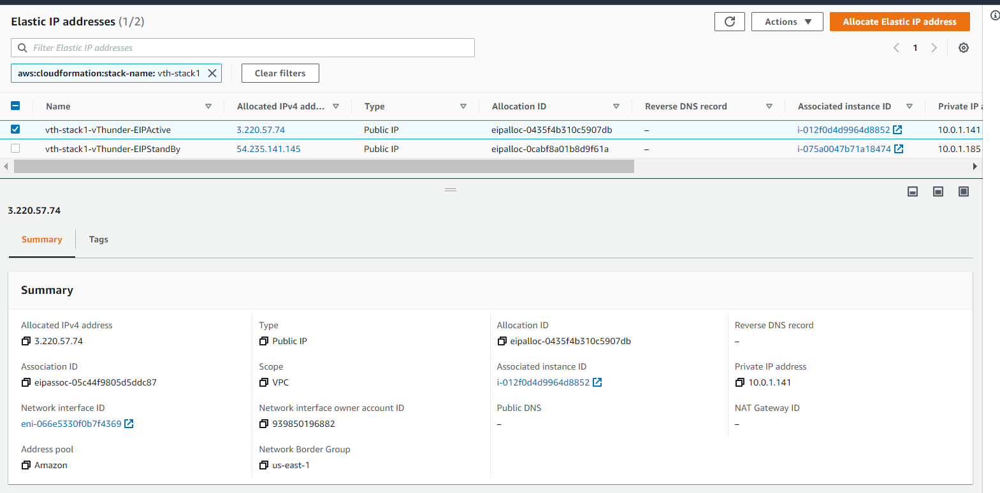 Elastic IP addresses (1/2)
Actions
Allocate Elastic IP address
Filter Elastic IP addresses
1
aws:cloudformation:stack-name: vth-stack1
Clear filters
Name Allocated IPv4 add... Type Allocation ID Reverse DNS record Associated instance ID Private IP
vth-stack1-vThunder-EIPActive 3.220.57.74 Public IP eipalloc-0435f4b310c5907db – i-012f0d4d9964d8852 10.0.1.141
vth-stack1-vThunder-EIPStandBy 54.235.141.145 Public IP eipalloc-0cabf8a01b8d9f61a – i-075a0047b71a18474 10.0.1.185
3.220.57.74
Summary Tags
Summary
Allocated IPv4 address Type Allocation ID Reverse DNS record
3.220.57.74 Public IP eipalloc-0435f4b310c5907db –
Association ID Scope Associated instance ID Private IP address
eipassoc-05c44f9805d5ddc87 VPC i-012f0d4d9964d8852 10.0.1.141
Network interface ID Network interface owner account ID Public DNS NAT Gateway ID
eni-066e5330f0b7f4369 939850196882 – –
Address pool Network Border Group
Amazon us-east-1